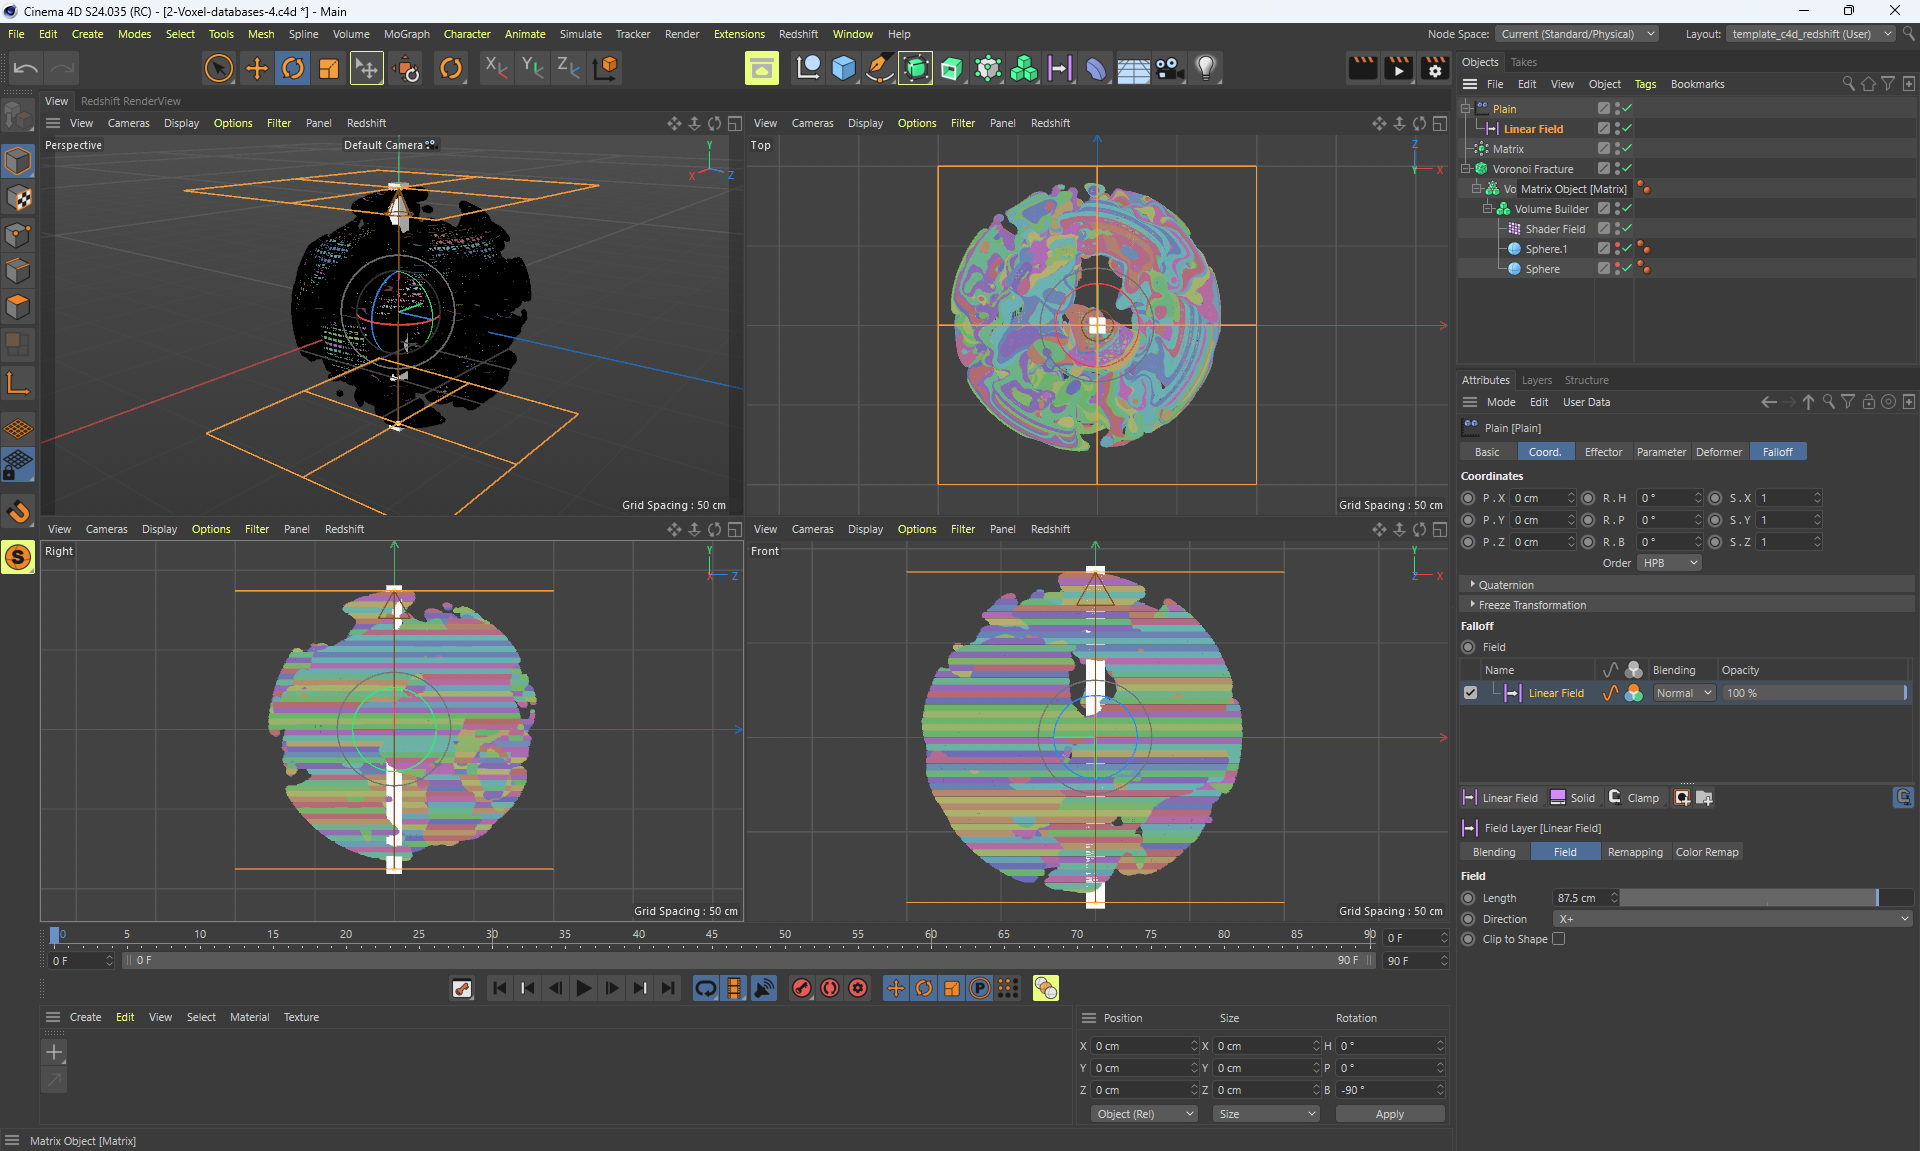 Cinema 4D S24.035 (RC) - [2-Voxel-databases-4.c4d *] - Main
File Edit Create Modes Select Tools Mesh Spline Volume MoGraph Character Animate Simulate Tracker Render Extensions Redshift Window Help
Node Space: Current (Standard/Physical) Layout: template_c4d_redshift (User)
X Y Z
Objects Takes
File Edit View Object Tags Bookmarks
View Redshift RenderView
View Cameras Display Options Filter Panel Redshift
View Cameras Display Options Filter Panel Redshift
Perspective
Default Camera
Y
X
Z
Grid Spacing : 50 cm
Top
Z
X
Grid Spacing : 50 cm
Plain
Linear Field
Matrix
Voronoi Fracture
Vo Matrix Object [Matrix]
Volume Builder
Shader Field
Sphere.1
Sphere
View Cameras Display Options Filter Panel Redshift
View Cameras Display Options Filter Panel Redshift
Right
Y
X Z
Grid Spacing : 50 cm
Front
Y
Z X
Grid Spacing : 50 cm
Attributes Layers Structure
Mode Edit User Data
Plain [Plain]
Basic Coord. Effector Parameter Deformer Falloff
Coordinates
P . X 0 cm R . H 0 ° S . X 1
P . Y 0 cm R . P 0 ° S . Y 1
P . Z 0 cm R . B 0 ° S . Z 1
Order HPB
Quaternion
Freeze Transformation
Falloff
Field
Name Blending Opacity
Linear Field Normal 100 %
Linear Field Solid Clamp
Field Layer [Linear Field]
Blending Field Remapping Color Remap
Field
Length 87.5 cm
Direction X+
Clip to Shape
0 5 10 15 20 25 30 35 40 45 50 55 60 65 70 75 80 85 90
0 F
0 F 0 F 90 F 90 F
P
S
Create Edit View Select Material Texture
Position Size Rotation
X 0 cm X 0 cm H 0 °
Y 0 cm Y 0 cm P 0 °
Z 0 cm Z 0 cm B -90 °
Object (Rel) Size Apply
Matrix Object [Matrix]